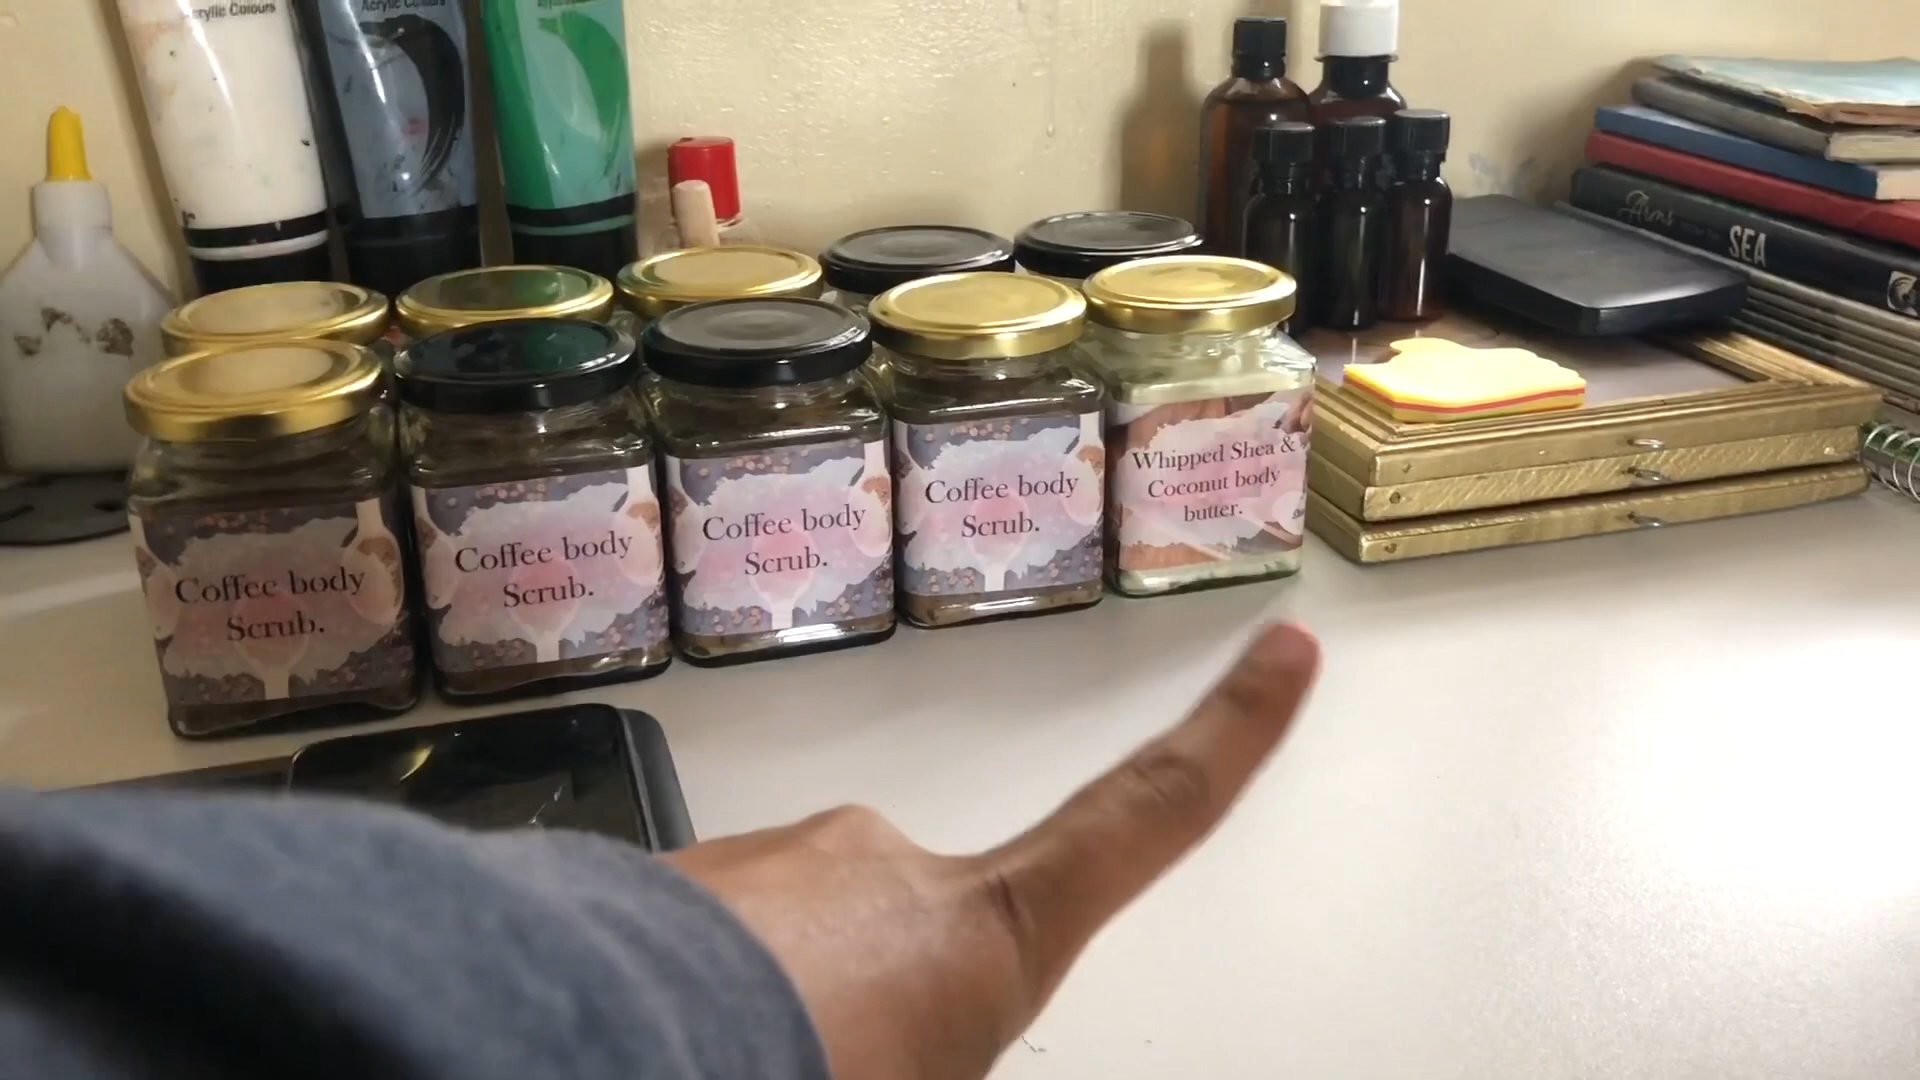 Acrylic Colours
Acrylic Colours
SEA
Coffee body
Scrub.
Coffee body
Scrub.
Coffee body
Scrub.
Coffee body
Scrub.
Whipped Shea &
Coconut body
butter.